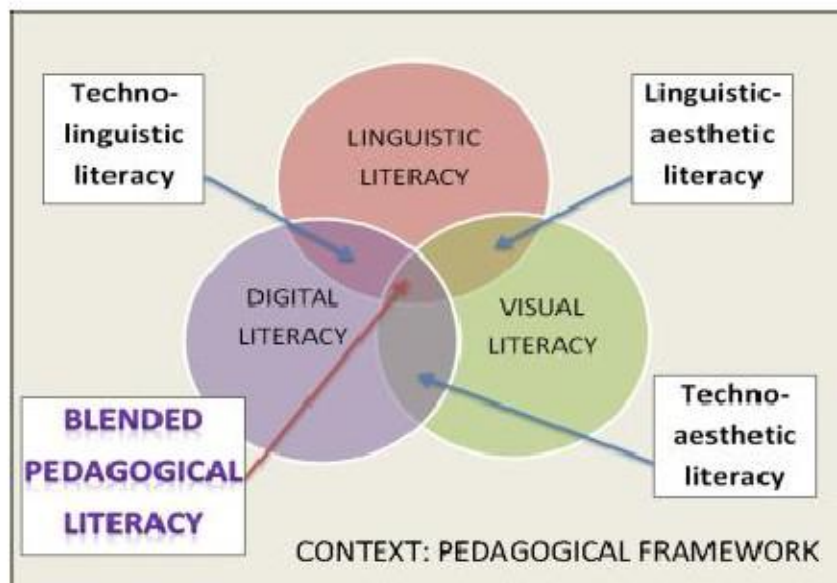 Techno-
linguistic
literacy
LINGUISTIC
LITERACY
Linguistic-
aesthetic
literacy
DIGITAL
LITERACY
VISUAL
LITERACY
BLENDED
PEDAGOGICAL
LITERACY
Techno-
aesthetic
literacy
CONTEXT: PEDAGOGICAL FRAMEWORK